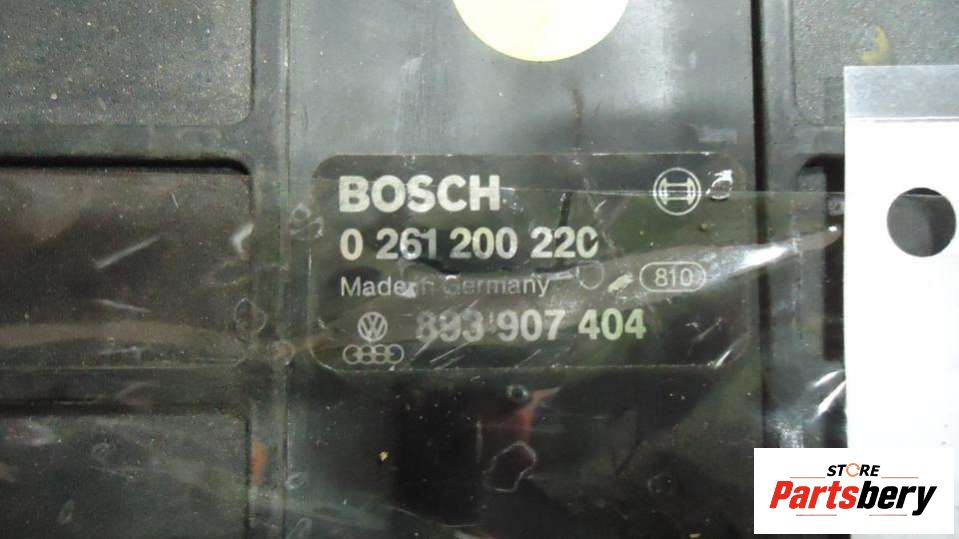 BOSCH
0 261 200 220
Made in Germany
810
893 907 404
STORE
Partsbery